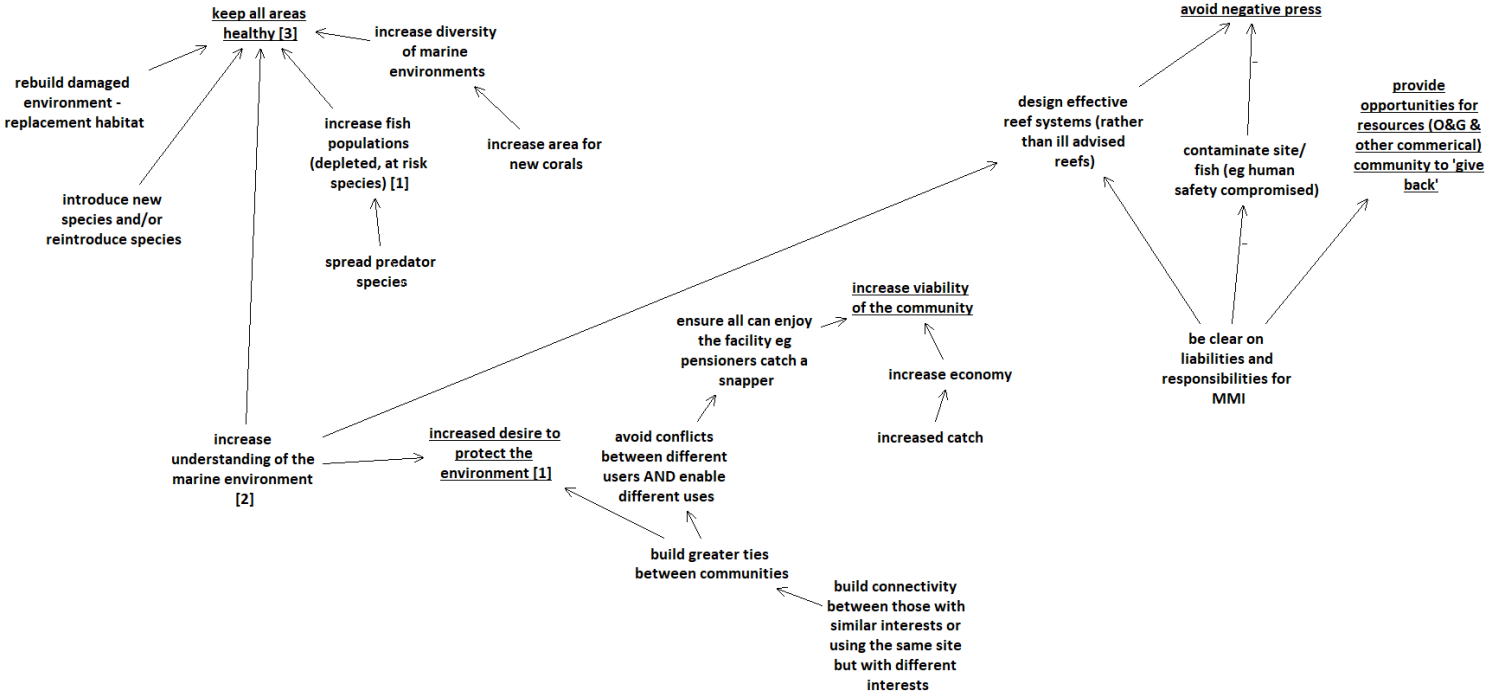 keep all areas
healthy [3]
increase diversity
of marine
environments
rebuild damaged
environment -
replacement habitat
increase fish
populations
(depleted, at risk
species) [1]
increase area for
new corals
introduce new
species and/or
reintroduce species
spread predator
species
avoid negative press
design effective
reef systems (rather
than ill advised
reefs)
contaminate site/
fish (eg human
safety compromised)
provide
opportunities for
resources (O&G &
other commerical)
community to 'give
back'
-
-
increase viability
of the community
ensure all can enjoy
the facility eg
pensioners catch a
snapper
increase economy
increased catch
be clear on
liabilities and
responsibilities for
MMI
increase
understanding of the
marine environment
[2]
increased desire to
protect the
environment [1]
avoid conflicts
between different
users AND enable
different uses
build greater ties
between communities
build connectivity
between those with
similar interests or
using the same site
but with different
interests